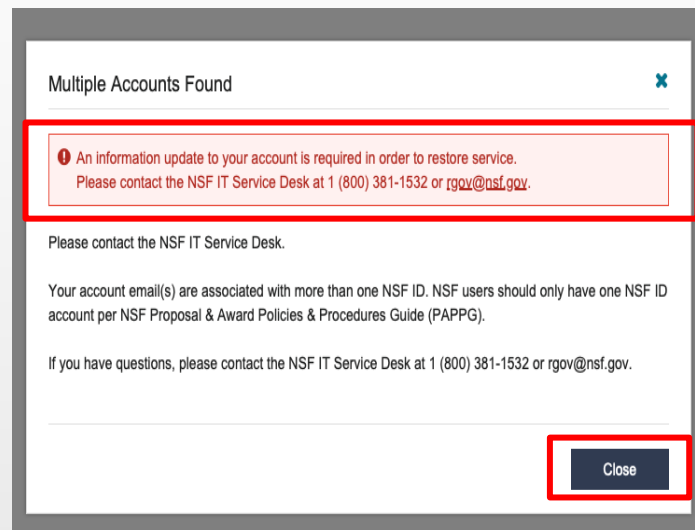 Multiple Accounts Found
An information update to your account is required in order to restore service.
Please contact the NSF IT Service Desk at 1 (800) 381-1532 or rgov@nsf.gov.
Please contact the NSF IT Service Desk.
Your account email(s) are associated with more than one NSF ID. NSF users should only have one NSF ID
account per NSF Proposal & Award Policies & Procedures Guide (PAPPG).
If you have questions, please contact the NSF IT Service Desk at 1 (800) 381-1532 or rgov@nsf.gov.
Close